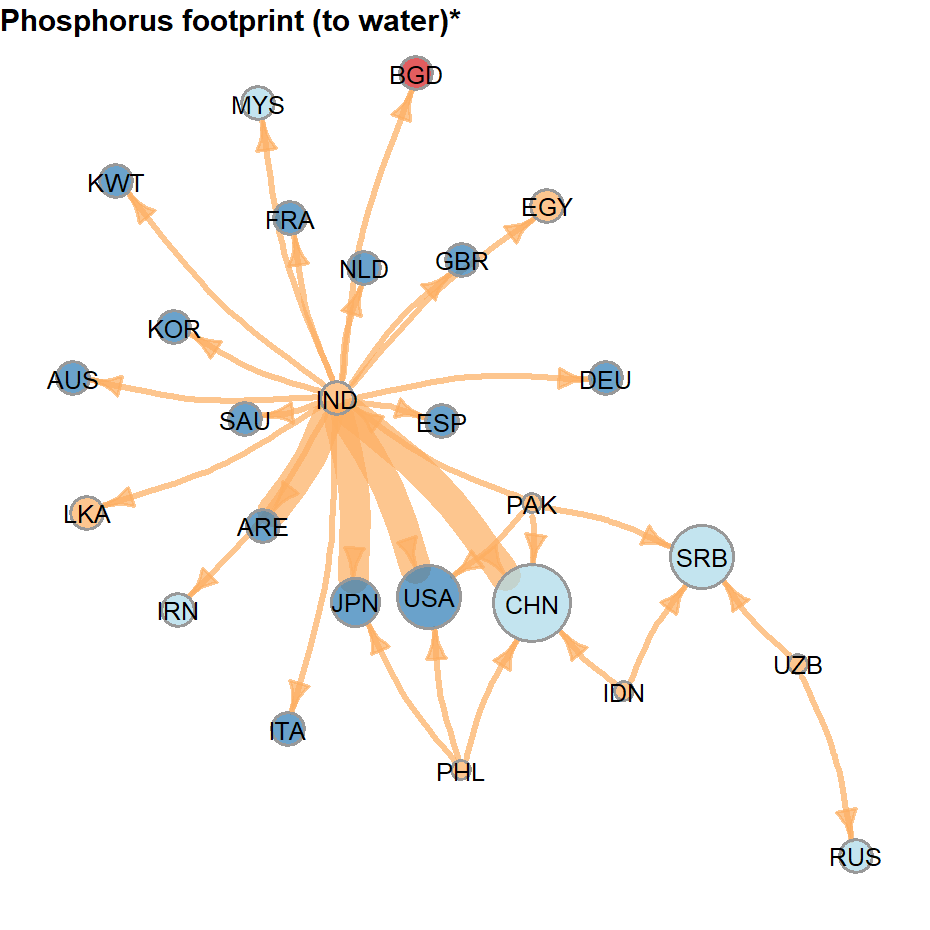 Phosphorus footprint (to water)*
BGD
MYS
KWT
EGY
FRA
GBR
NLD
KOR
AUS
DEU
IND
SAU
ESP
PAK
LKA
ARE
SRB
USA
JPN
CHN
IRN
UZB
IDN
ITA
PHL
RUS